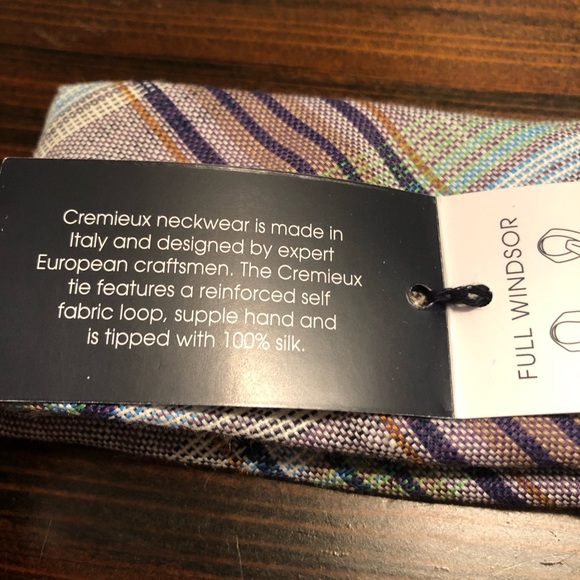 Cremieux neckwear is made in
Italy and designed by expert
European craftsmen. The Cremieux
tie features a reinforced self
fabric loop, supple hand and
is tipped with 100% silk.
FULL WINDSOR